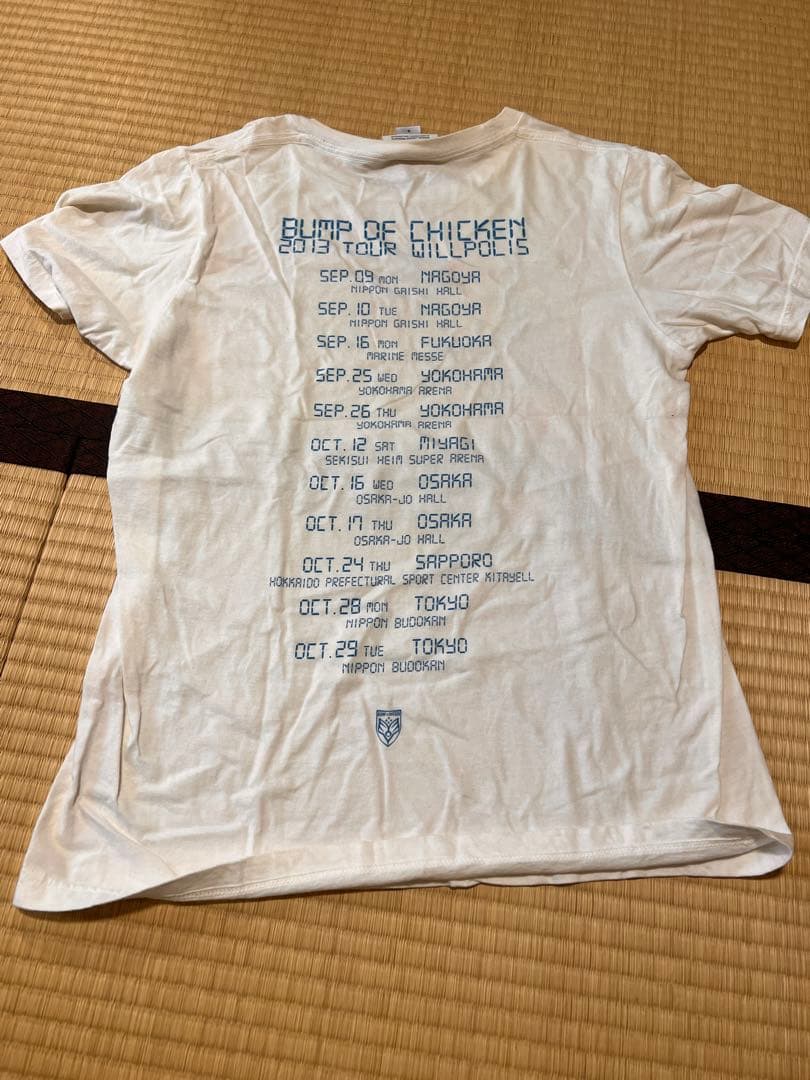 BUMP OF CHICKEN
2013 TOUR WILLPOLIS
SEP. 09 MON NAGOYA
NIPPON GAISHI HALL
SEP. 10 TUE NAGOYA
NIPPON GAISHI HALL
SEP. 16 MON FUKUOKA
MARINE MESSE
SEP. 25 WED YOKOHAMA
YOKOHAMA ARENA
SEP. 26 THU YOKOHAMA
YOKOHAMA ARENA
OCT. 12 SAT MIYAGI
SEKISUI HEIM SUPER ARENA
OCT. 16 WED OSAKA
OSAKA-JO HALL
OCT. 17 THU OSAKA
OSAKA-JO HALL
OCT. 24 THU SAPPORO
HOKKAIDO PREFECTURAL SPORT CENTER KITAYELL
OCT. 28 MON TOKYO
NIPPON BUDOKAN
OCT. 29 TUE TOKYO
NIPPON BUDOKAN